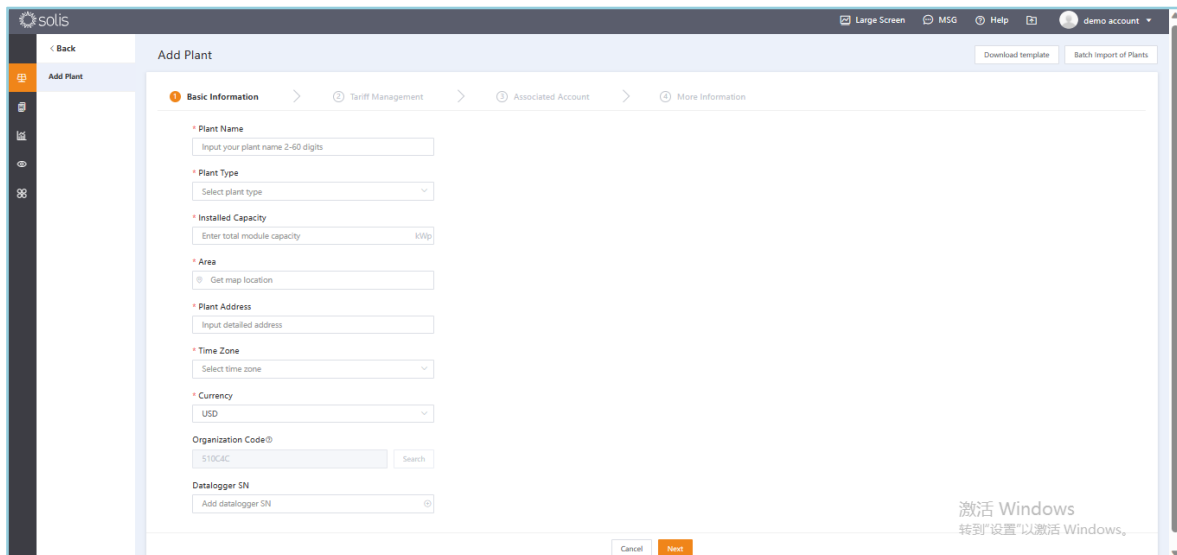 solis
Large Screen MSG Help demo account
< Back
Add Plant
Add Plant
Download template Batch Import of Plants
1 Basic Information 2 Tariff Management 3 Associated Account 4 More Information
* Plant Name
Input your plant name 2-60 digits
* Plant Type
Select plant type
* Installed Capacity
Enter total module capacity kWp
* Area
Get map location
* Plant Address
Input detailed address
* Time Zone
Select time zone
* Currency
USD
Organization Code
510C4C Search
Datalogger SN
Add datalogger SN
激活 Windows
转到"设置"以激活 Windows。
Cancel Next